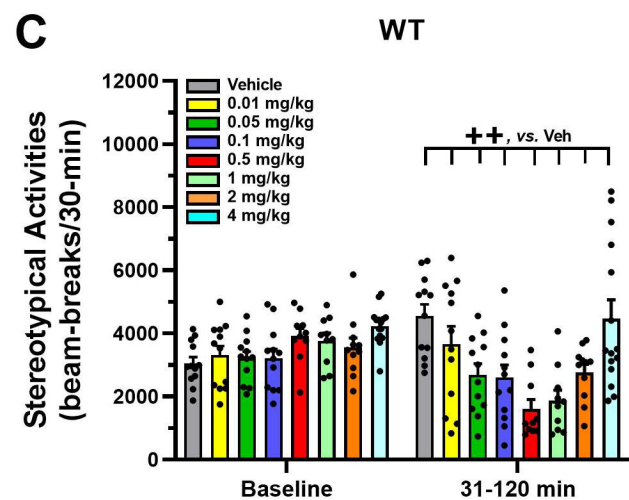 C
WT
Stereotypical Activities
(beam-breaks/30-min)
12000
10000
8000
6000
4000
2000
0
Vehicle
0.01 mg/kg
0.05 mg/kg
0.1 mg/kg
0.5 mg/kg
1 mg/kg
2 mg/kg
4 mg/kg
++, vs. Veh
Baseline
31-120 min